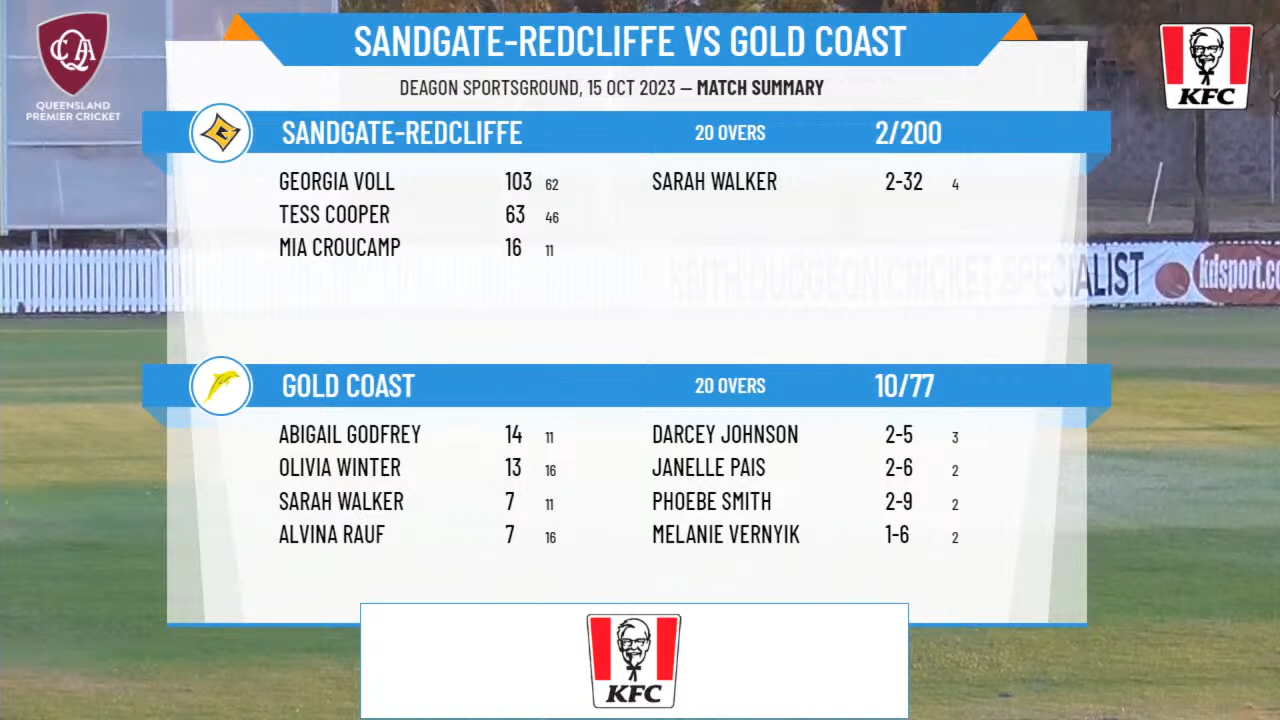 SANDGATE-REDCLIFFE VS GOLD COAST
DEAGON SPORTSGROUND, 15 OCT 2023 – MATCH SUMMARY
QUEENSLAND
PREMIER CRICKET
KFC
SANDGATE-REDCLIFFE 20 OVERS 2/200
GEORGIA VOLL 103 62 SARAH WALKER 2-32 4
TESS COOPER 63 46
MIA CROUCAMP 16 11
KEITH DUDGEON CRICKET SPECIALIST kdsport.co
GOLD COAST 20 OVERS 10/77
ABIGAIL GODFREY 14 11 DARCEY JOHNSON 2-5 3
OLIVIA WINTER 13 16 JANELLE PAIS 2-6 2
SARAH WALKER 7 11 PHOEBE SMITH 2-9 2
ALVINA RAUF 7 16 MELANIE VERNYIK 1-6 2
KFC